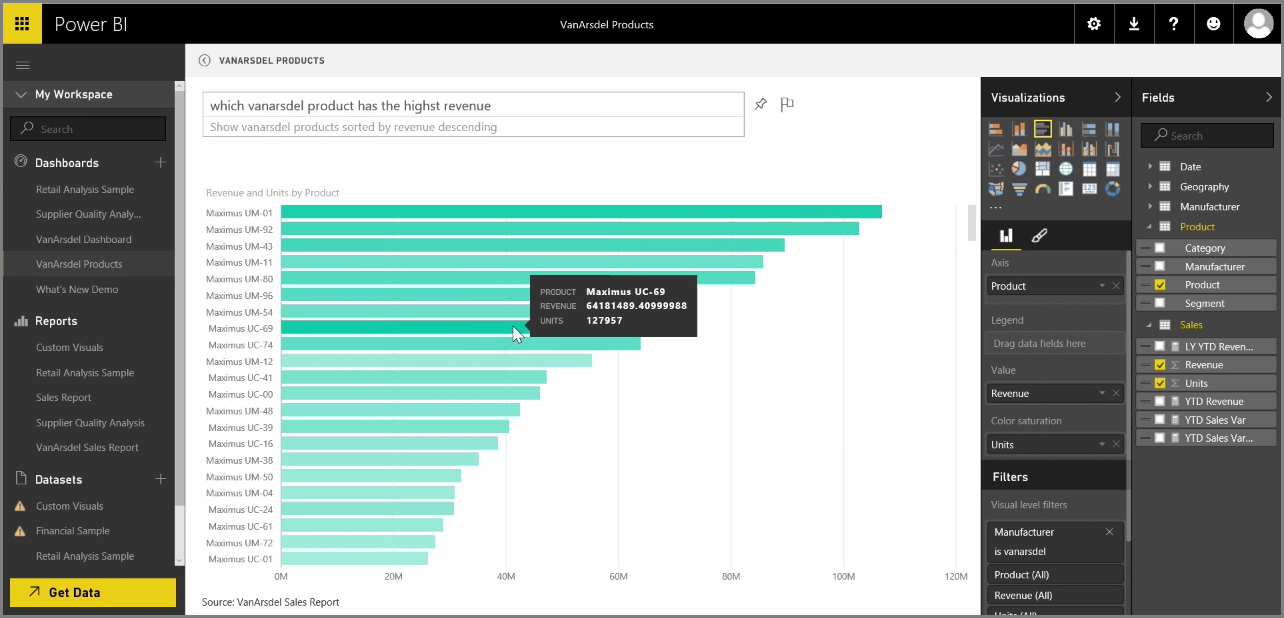 Power BI
VanArsdel Products
My Workspace
Search
Dashboards
Retail Analysis Sample
Supplier Quality Analy...
VanArsdel Dashboard
VanArsdel Products
What's New Demo
Reports
Custom Visuals
Retail Analysis Sample
Sales Report
Supplier Quality Analysis
VanArsdel Sales Report
Datasets
Custom Visuals
Financial Sample
Retail Analysis Sample
Get Data
VANARSDEL PRODUCTS
which vanarsdel product has the highst revenue
Show vanarsdel products sorted by revenue descending
Revenue and Units by Product
Maximus UM-01
Maximus UM-92
Maximus UM-43
Maximus UM-11
Maximus UM-80
Maximus UM-96
Maximus UM-54
Maximus UC-69
Maximus UC-74
Maximus UM-12
Maximus UC-41
Maximus UC-00
Maximus UM-48
Maximus UC-39
Maximus UC-16
Maximus UM-38
Maximus UM-50
Maximus UM-04
Maximus UC-24
Maximus UC-61
Maximus UM-72
Maximus UC-01
PRODUCT Maximus UC-69
REVENUE 64181489.40999988
UNITS 127957
0M 20M 40M 60M 80M 100M 120M
Source: VanArsdel Sales Report
Visualizations
123
Axis
Product
Legend
Drag data fields here
Value
Revenue
Color saturation
Units
Filters
Visual level filters
Manufacturer
is vanarsdel
Product (All)
Revenue (All)
Units (All)
Fields
Search
Date
Geography
Manufacturer
Product
Category
Manufacturer
Product
Segment
Sales
LY YTD Reven...
Revenue
Units
YTD Revenue
YTD Sales Var
YTD Sales Var...